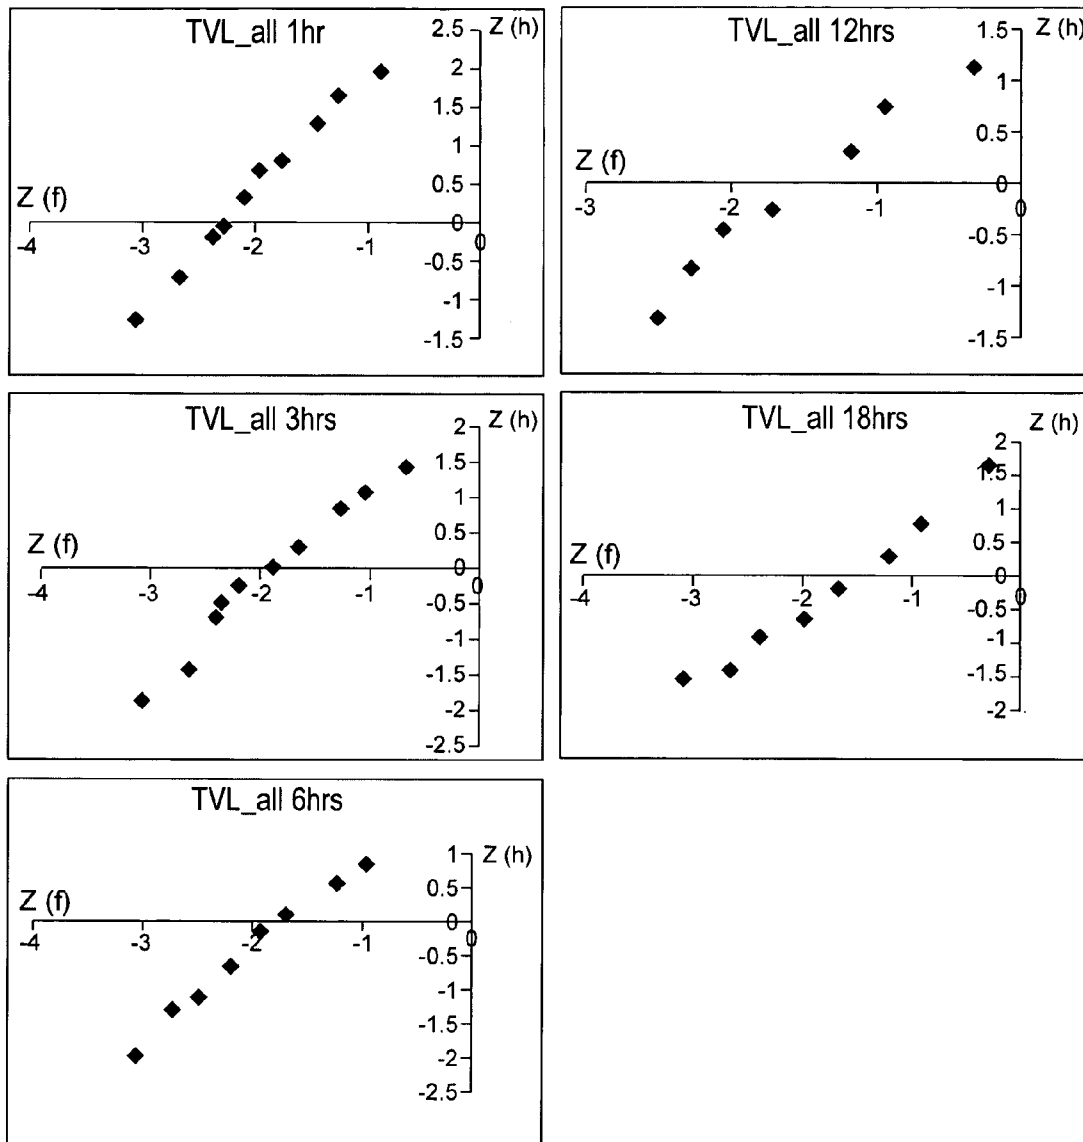 TVL_all 1hr
Z (h)
2.5
2
1.5
1
0.5
0
-0.5
-1
-1.5
Z (f)
-4 -3 -2 -1 0
TVL_all 12hrs
Z (h)
1.5
1
0.5
0
-0.5
-1
-1.5
Z (f)
-3 -2 -1 0
TVL_all 3hrs
Z (h)
2
1.5
1
0.5
0
-0.5
-1
-1.5
-2
-2.5
Z (f)
-4 -3 -2 -1 0
TVL_all 18hrs
Z (h)
2
1.5
1
0.5
0
-0.5
-1
-1.5
-2
Z (f)
-4 -3 -2 -1 0
TVL_all 6hrs
Z (h)
1
0.5
0
-0.5
-1
-1.5
-2
-2.5
Z (f)
-4 -3 -2 -1 0